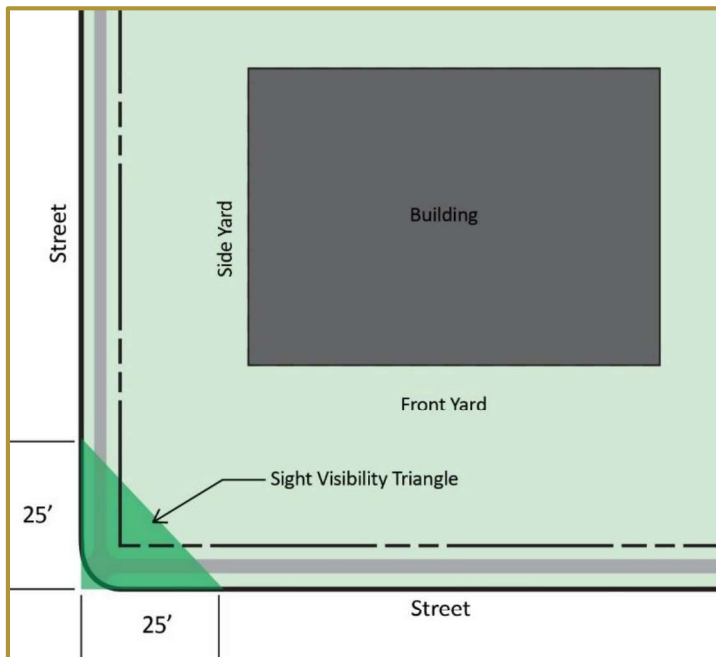 Street
Side Yard
Building
Front Yard
Sight Visibility Triangle
25’
25’
Street